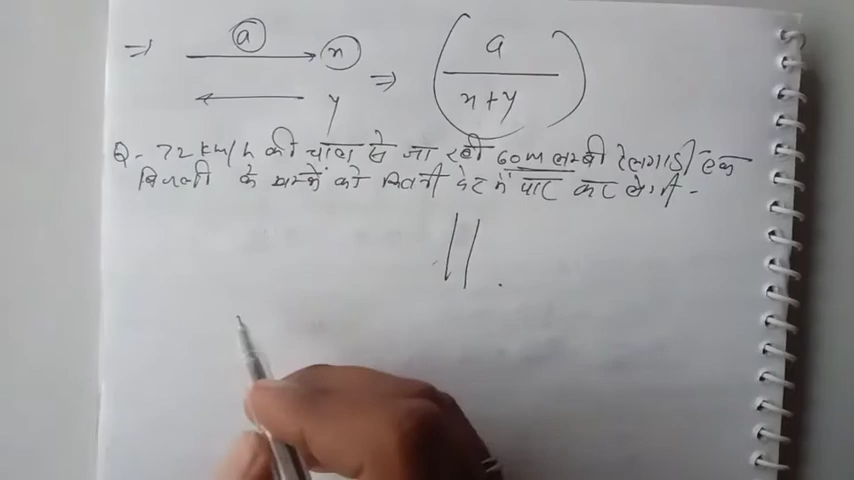 ⇒ a x ⇒ a
y x+y
Q- 72 km/h की चाल से जा रही 60m लम्बी रेलगाड़ी एक
बिजली के खम्भे को कितनी देर में पार कर लेगी-